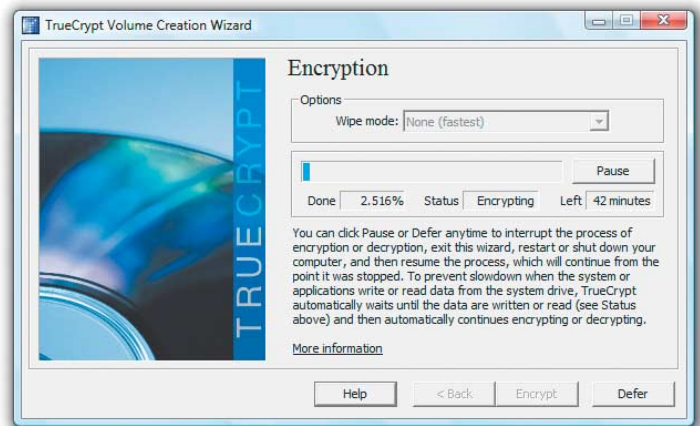 TrueCrypt Volume Creation Wizard
TRUECRYPT
Encryption
Options
Wipe mode: None (fastest)
Pause
Done 2.516% Status Encrypting Left 42 minutes
You can click Pause or Defer anytime to interrupt the process of
encryption or decryption, exit this wizard, restart or shut down your
computer, and then resume the process, which will continue from the
point it was stopped. To prevent slowdown when the system or
applications write or read data from the system drive, TrueCrypt
automatically waits until the data are written or read (see Status
above) and then automatically continues encrypting or decrypting.
More information
Help < Back Encrypt Defer